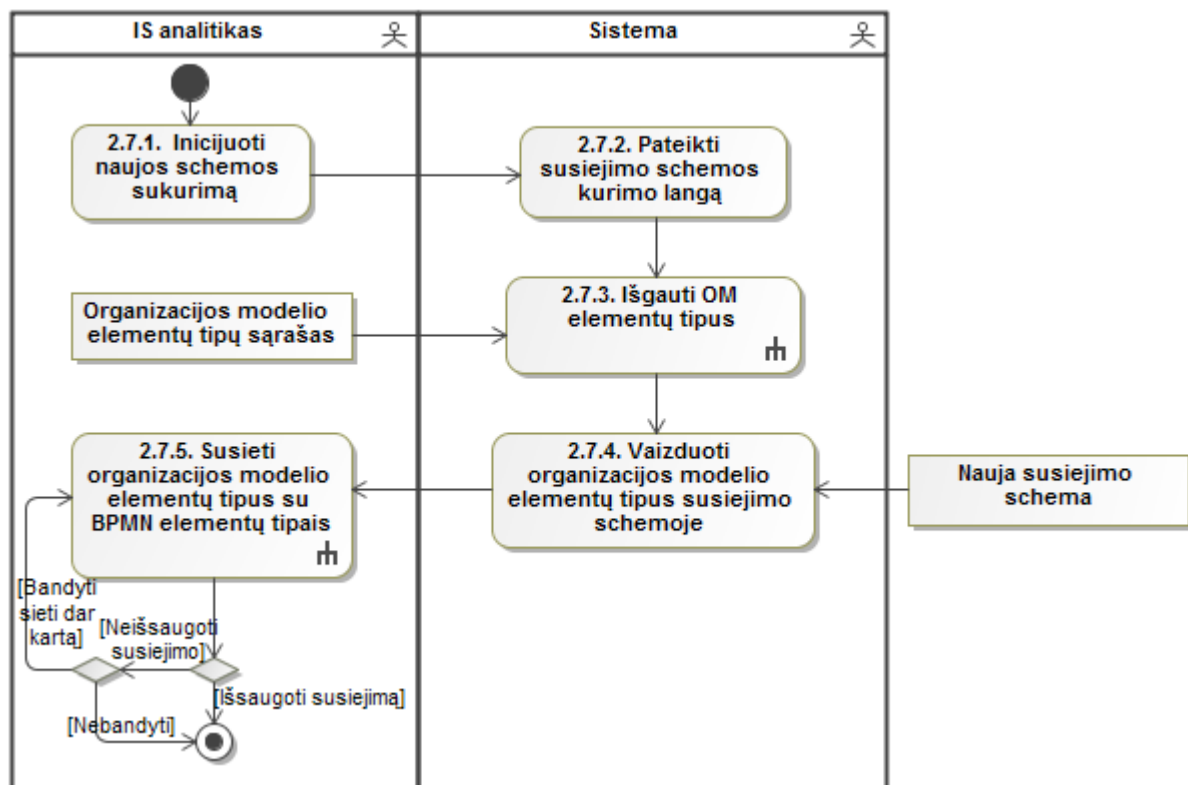 IS analitikas
Sistema
2.7.1. Inicijuoti
naujos schemos
sukurimą
2.7.2. Pateikti
susiejimo schemos
kurimo langą
Organizacijos modelio
elementų tipų sąrašas
2.7.3. Išgauti OM
elementų tipus
2.7.5. Susieti
organizacijos modelio
elementų tipus su
BPMN elementų tipais
2.7.4. Vaizduoti
organizacijos modelio
elementų tipus susiejimo
schemoje
Nauja susiejimo
schema
[Bandyti
sieti dar
kartą]
[Neišsaugoti
susiejimo]
[Išsaugoti susiejimą]
[Nebandyti]